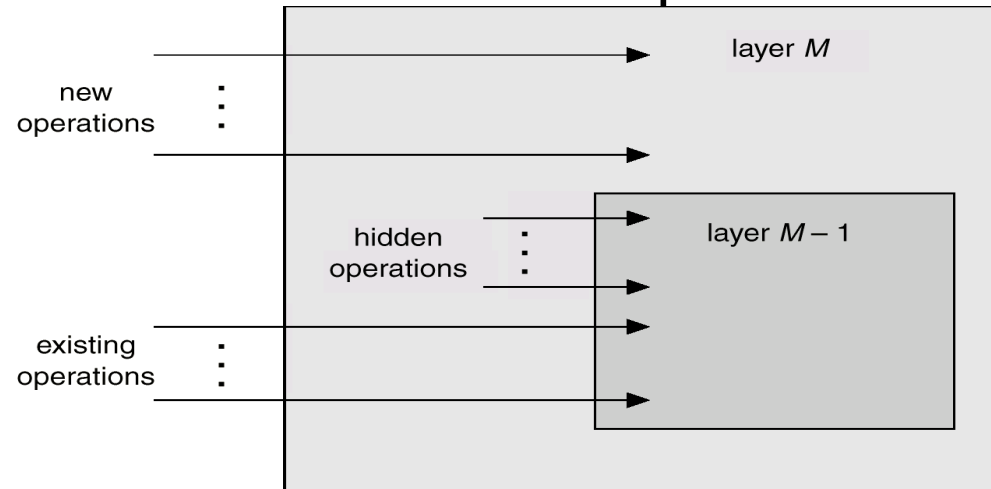 layer M
new
operations
hidden
operations
layer M – 1
existing
operations